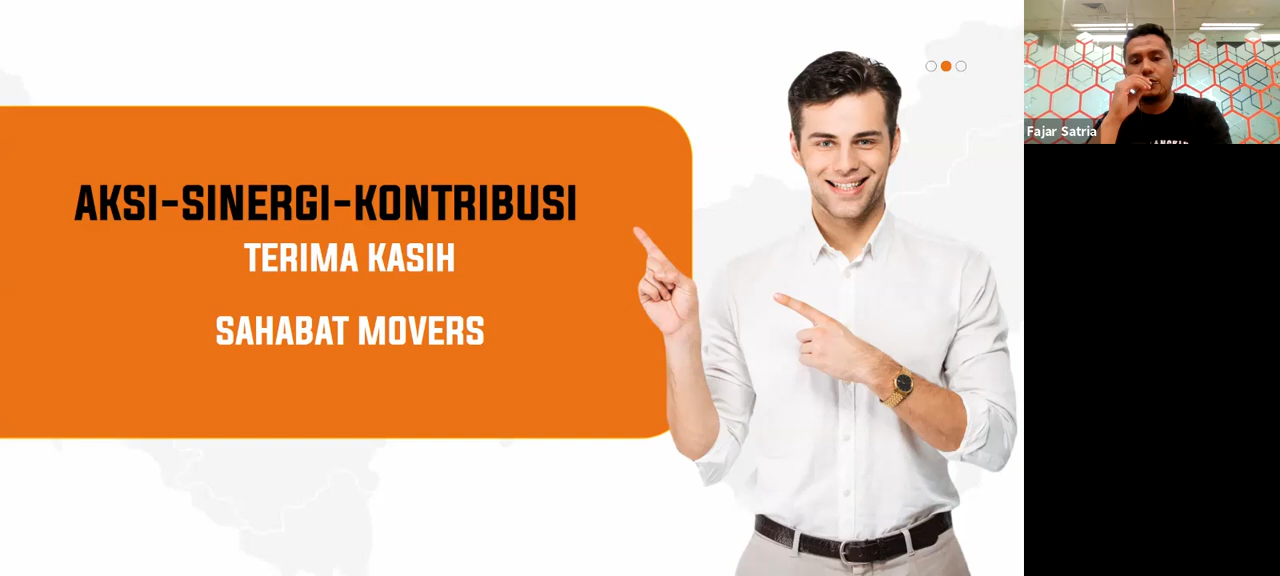 AKSI-SINERGI-KONTRIBUSI
TERIMA KASIH
SAHABAT MOVERS
Fajar Satria